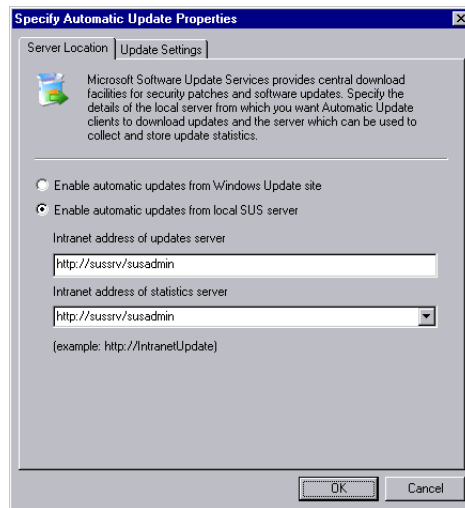 Specify Automatic Update Properties
Server Location
Update Settings
Microsoft Software Update Services provides central download
facilities for security patches and software updates. Specify the
details of the local server from which you want Automatic Update
clients to download updates and the server which can be used to
collect and store update statistics.
Enable automatic updates from Windows Update site
Enable automatic updates from local SUS server
Intranet address of updates server
http://sussrv/susadmin
Intranet address of statistics server
http://sussrv/susadmin
(example: http://IntranetUpdate)
OK
Cancel